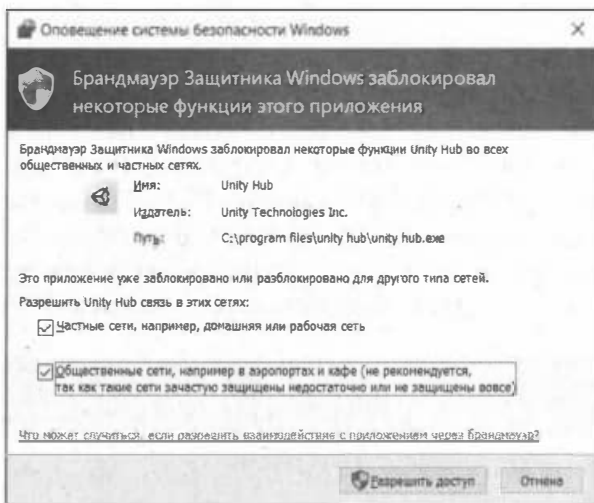 Оповещение системы безопасности Windows
Брандмауэр Защитника Windows заблокировал
некоторые функции этого приложения
Брандмауэр Защитника Windows заблокировал некоторые функции Unity Hub во всех
общественных и частных сетях.
Имя: Unity Hub
Издатель: Unity Technologies Inc.
Путь: C:\program files\unity hub\unity hub.exe
Это приложение уже заблокировано или разблокировано для другого типа сетей.
Разрешить Unity Hub связь в этих сетях:
Частные сети, например, домашняя или рабочая сеть
Общественные сети, например в аэропортах и кафе (не рекомендуется,
так как такие сети зачастую защищены недостаточно или не защищены вовсе)
Что может случиться, если разрешить взаимодействие с приложением через брандмауэр?
Разрешить доступ Отмена